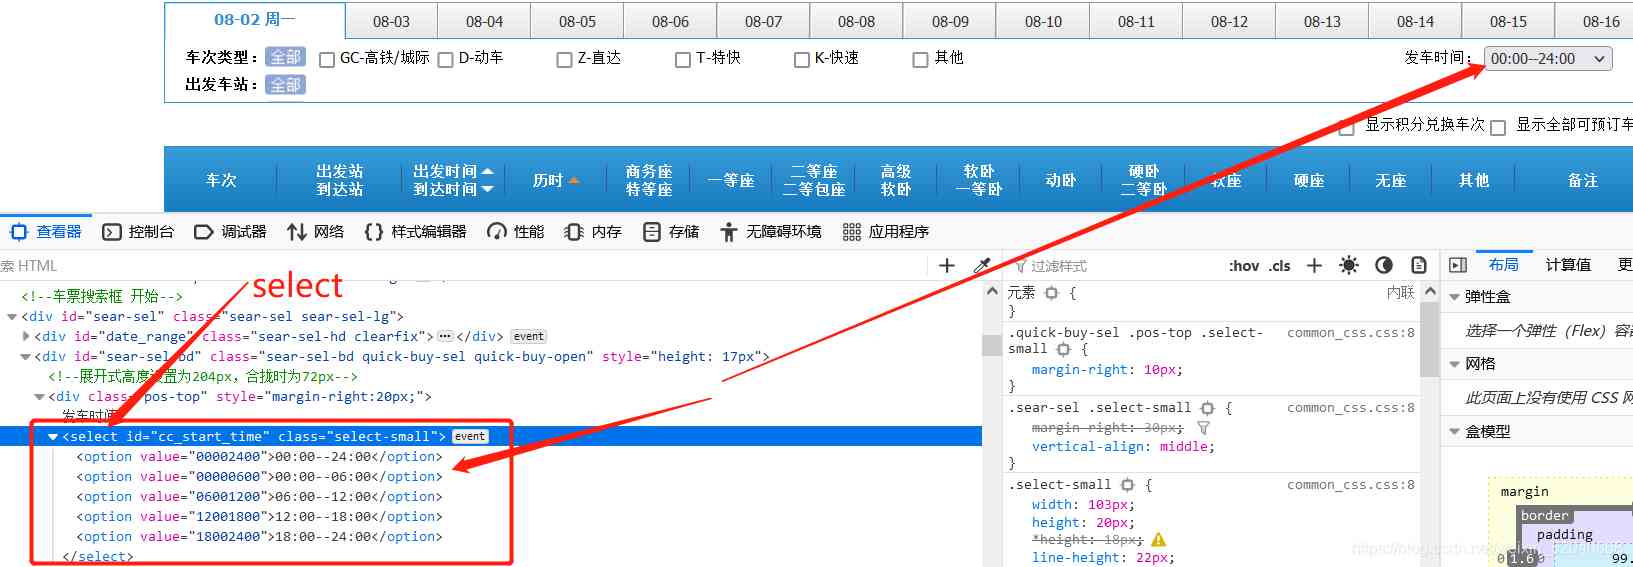 08-02 周一 08-03 08-04 08-05 08-06 08-07 08-08 08-09 08-10 08-11 08-12 08-13 08-14 08-15 08-16
车次类型： 全部 GC-高铁/城际 D-动车 Z-直达 T-特快 K-快速 其他 发车时间： 00:00--24:00
出发车站： 全部
显示积分兑换车次 显示全部可预订车
车次 出发站 到达站 出发时间 到达时间 历时 商务座 特等座 一等座 二等座 二等包座 高级 软卧 软卧 一等卧 动卧 硬卧 二等卧 软座 硬座 无座 其他 备注
查看器 控制台 调试器 网络 样式编辑器 性能 内存 存储 无障碍环境 应用程序
索 HTML
select
<!--车票搜索框 开始-->
<div id="sear-sel" class="sear-sel sear-sel-lg">
<div id="date_range" class="sear-sel-hd clearfix"> ··· </div> event
<div id="sear-sel-bd" class="sear-sel-bd quick-buy-sel quick-buy-open" style="height: 17px">
<!--展开式高度设置为204px，合找时为72px-->
<div class="pos-top" style="margin-right:20px;">
发车时间
<select id="cc_start_time" class="select-small"> event
<option value="00002400">00:00--24:00</option>
<option value="00000600">00:00--06:00</option>
<option value="06001200">06:00--12:00</option>
<option value="12001800">12:00--18:00</option>
<option value="18002400">18:00--24:00</option>
</select>
过滤样式 :hov .cls
元素 { 内联
}
.quick-buy-sel .pos-top .select- common_css.css:8
small {
margin-right: 10px;
}
.sear-sel .select-small { common_css.css:8
margin-right: 30px;
vertical-align: middle;
}
.select-small { common_css.css:8
width: 103px;
height: 20px;
*height: 18px;
line-height: 22px;
布局 计算值 更
弹性盒
选择一个弹性（Flex）容
网格
此页面上没有使用 CSS 网
盒模型
margin
border
padding
0 1.6 0 99.